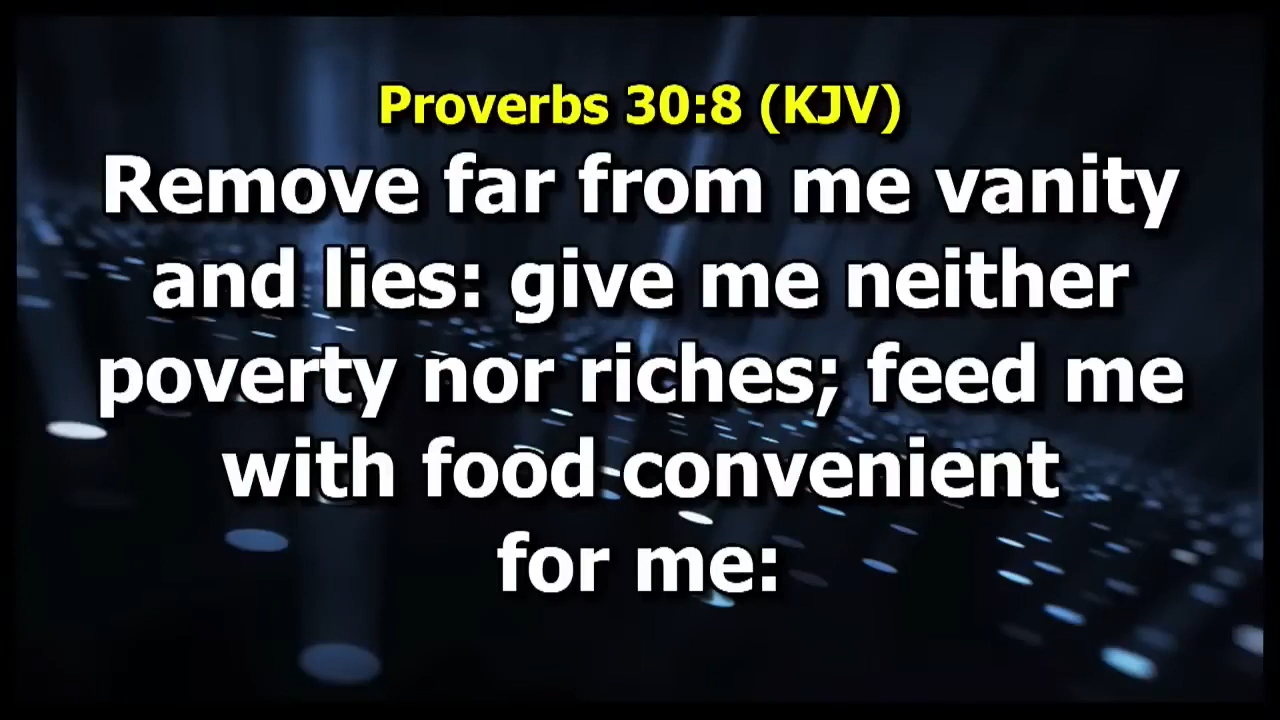 Proverbs 30:8 (KJV)
Remove far from me vanity
and lies: give me neither
poverty nor riches; feed me
with food convenient
for me: